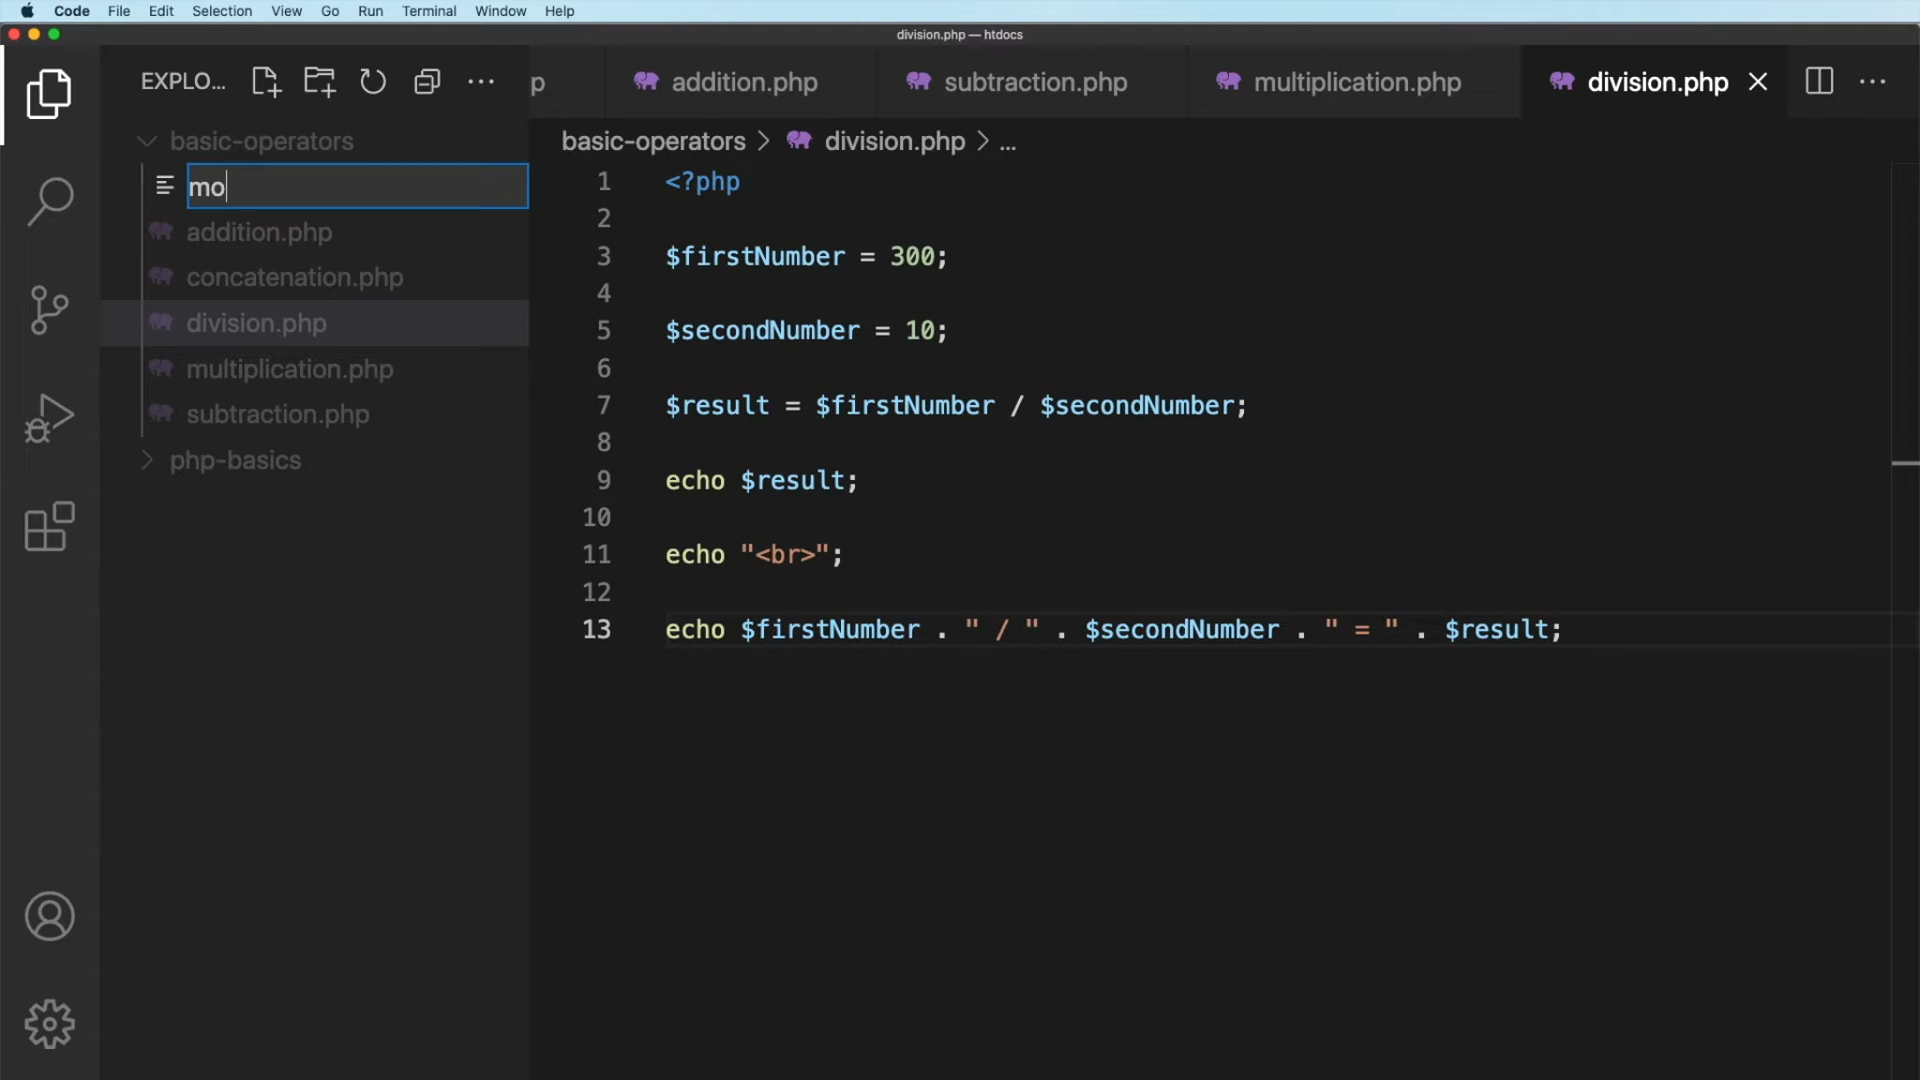 Code File Edit Selection View Go Run Terminal Window Help
division.php — htdocs
EXPLO...
p
addition.php
subtraction.php
multiplication.php
division.php
basic-operators
mo
addition.php
concatenation.php
division.php
multiplication.php
subtraction.php
php-basics
basic-operators > division.php > ...
1 <?php
2
3 $firstNumber = 300;
4
5 $secondNumber = 10;
6
7 $result = $firstNumber / $secondNumber;
8
9 echo $result;
10
11 echo "<br>";
12
13 echo $firstNumber . " / " . $secondNumber . " = " . $result;